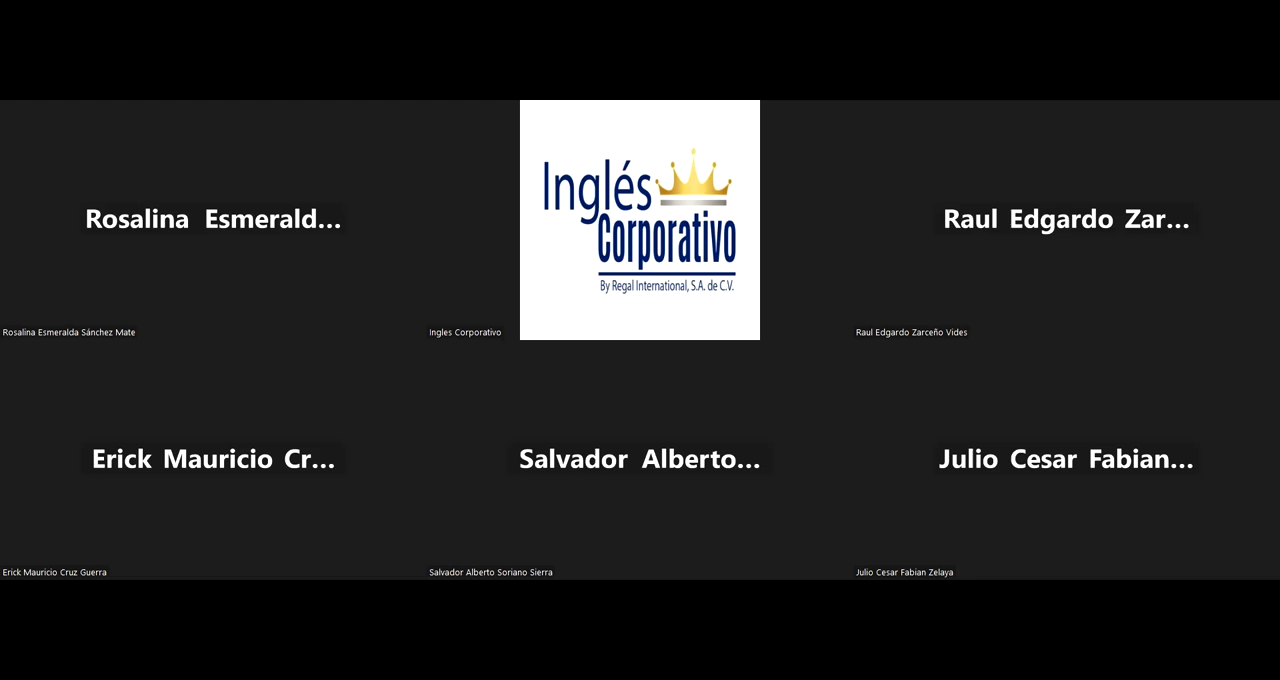 Rosalina Esmerald...
Inglés
Corporativo
By Regal International, S.A. de C.V.
Raul Edgardo Zar...
Rosalina Esmeralda Sánchez Mate
Ingles Corporativo
Raul Edgardo Zarceño Vides
Erick Mauricio Cr...
Salvador Alberto...
Julio Cesar Fabian...
Erick Mauricio Cruz Guerra
Salvador Alberto Soriano Sierra
Julio Cesar Fabian Zelaya